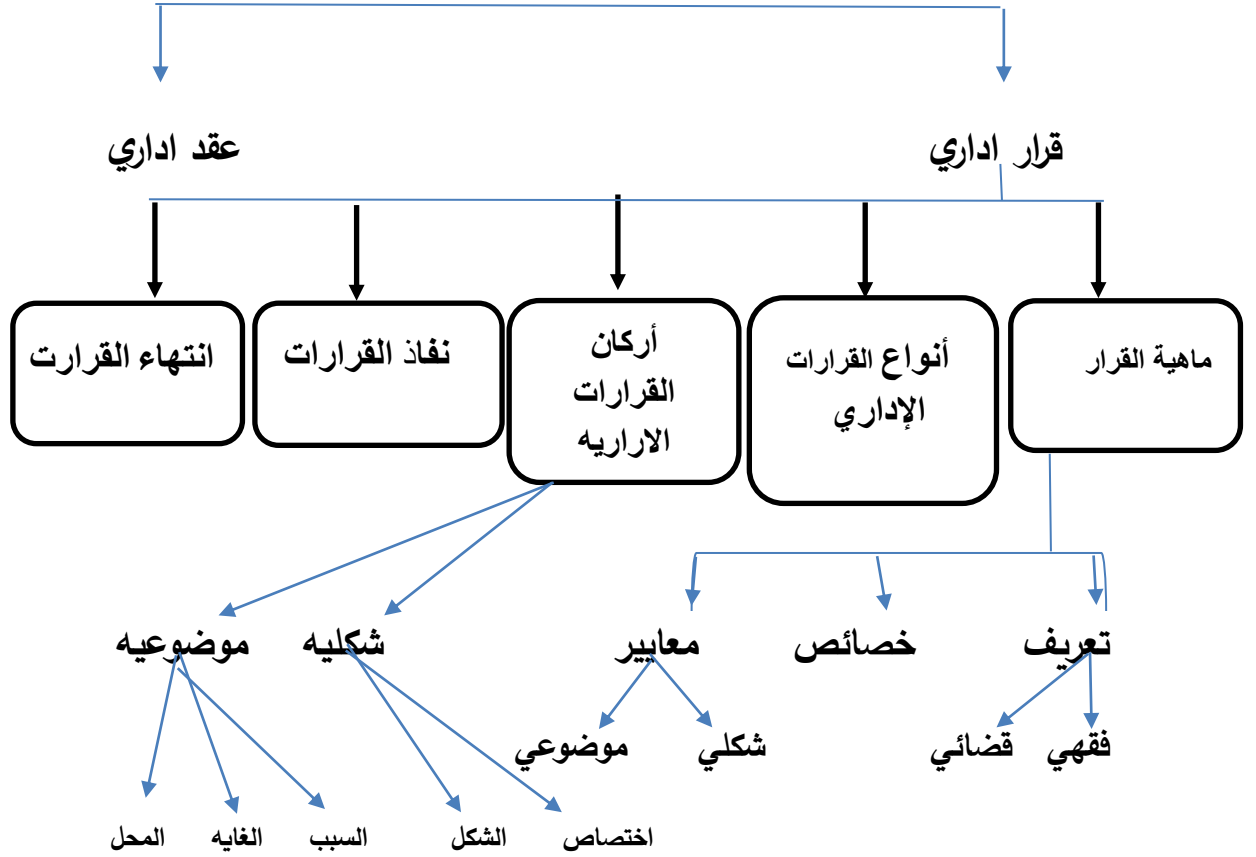 قرار اداري
عقد اداري
ماهية القرار
أنواع القرارات
الإداري
أركان
القرارات
الاراريه
نفاذ القرارات
انتهاء القرارت
تعريف
خصائص
معايير
شكليه
موضوعيه
فقهي
قضائي
شكلي
موضوعي
اختصاص
الشكل
السبب
الغايه
المحل